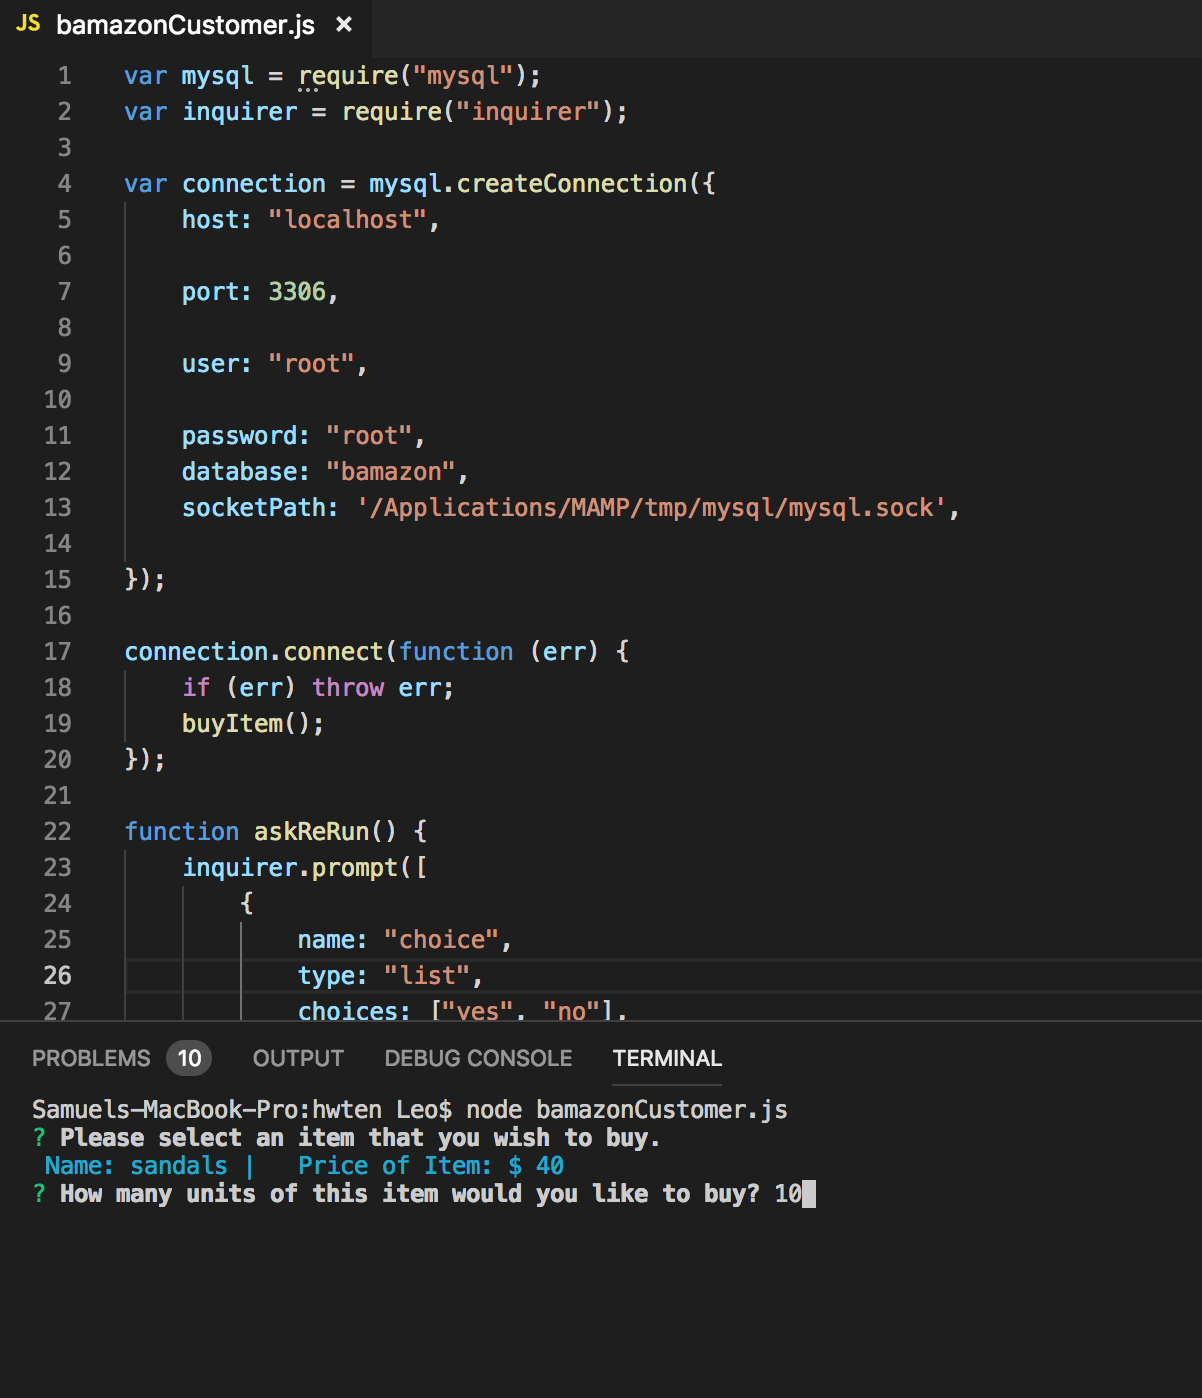 JS bamazonCustomer.js ×
1 var mysql = require("mysql");
2 var inquirer = require("inquirer");
3
4 var connection = mysql.createConnection({
5     host: "localhost",
6
7     port: 3306,
8
9     user: "root",
10
11     password: "root",
12     database: "bamazon",
13     socketPath: '/Applications/MAMP/tmp/mysql/mysql.sock',
14
15 });
16
17 connection.connect(function (err) {
18     if (err) throw err;
19     buyItem();
20 });
21
22 function askReRun() {
23     inquirer.prompt([
24         {
25             name: "choice",
26             type: "list",
27             choices: ["yes", "no"],
PROBLEMS 10 OUTPUT DEBUG CONSOLE TERMINAL
Samuels-MacBook-Pro:hwten Leo$ node bamazonCustomer.js
? Please select an item that you wish to buy.
 Name: sandals |   Price of Item: $ 40
? How many units of this item would you like to buy? 10